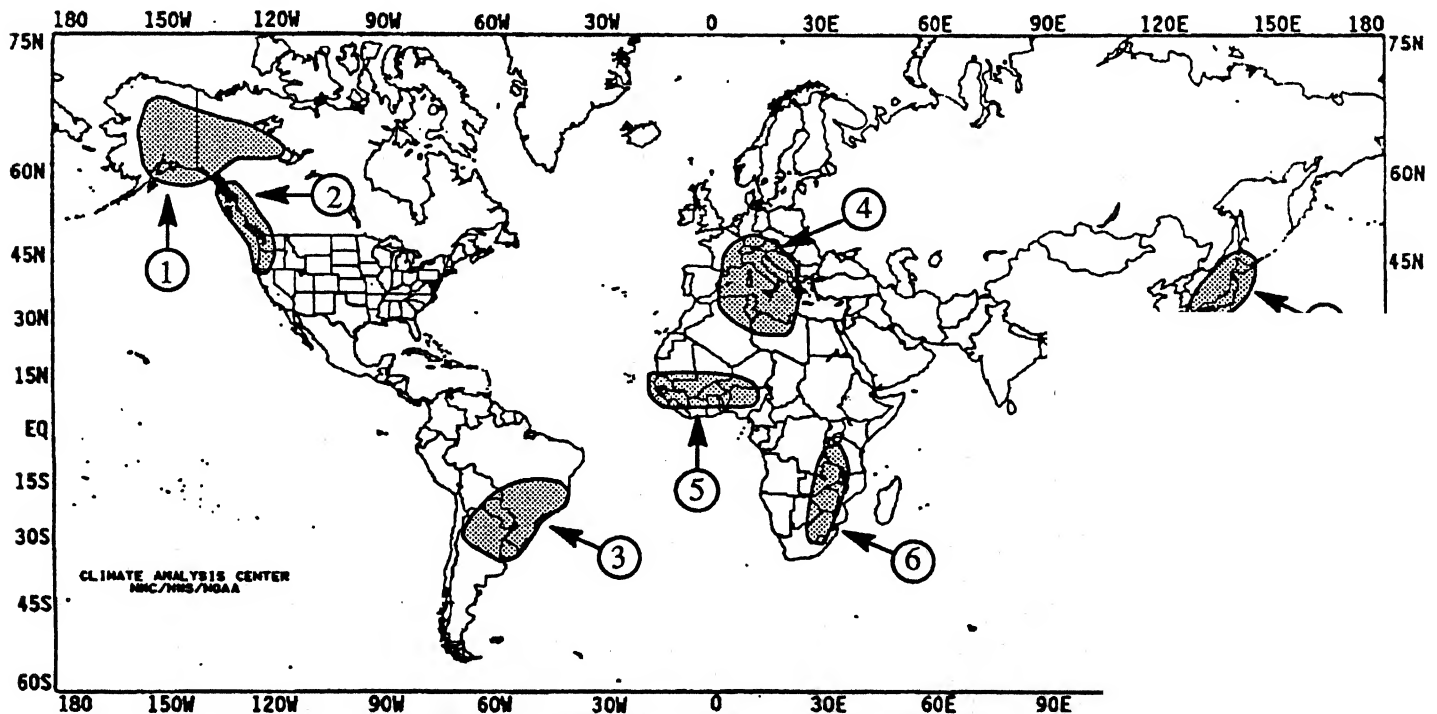 180 150W 120W 90W 60W 30W 0 30E 60E 90E 120E 150E 180
75N 75N
60N 60N
2
4
45N 45N
1
30N
15N
EQ
5
15S
30S
3
6
CLIMATE ANALYSIS CENTER
NMC/NWS/NOAA
45S
60S
180 150W 120W 90W 60W 30W 0 30E 60E 90E